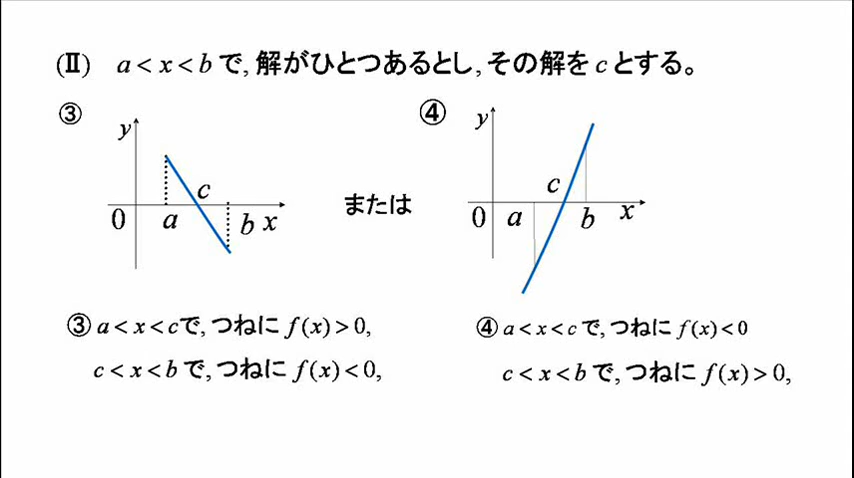 (Ⅱ) a < x < b で, 解がひとつあるとし, その解を c とする。
③
y
c
0 a b x
または
④
y
c
0 a b x
③ a < x < c で, つねに f(x) > 0,
c < x < b で, つねに f(x) < 0,
④ a < x < c で, つねに f(x) < 0
c < x < b で, つねに f(x) > 0,